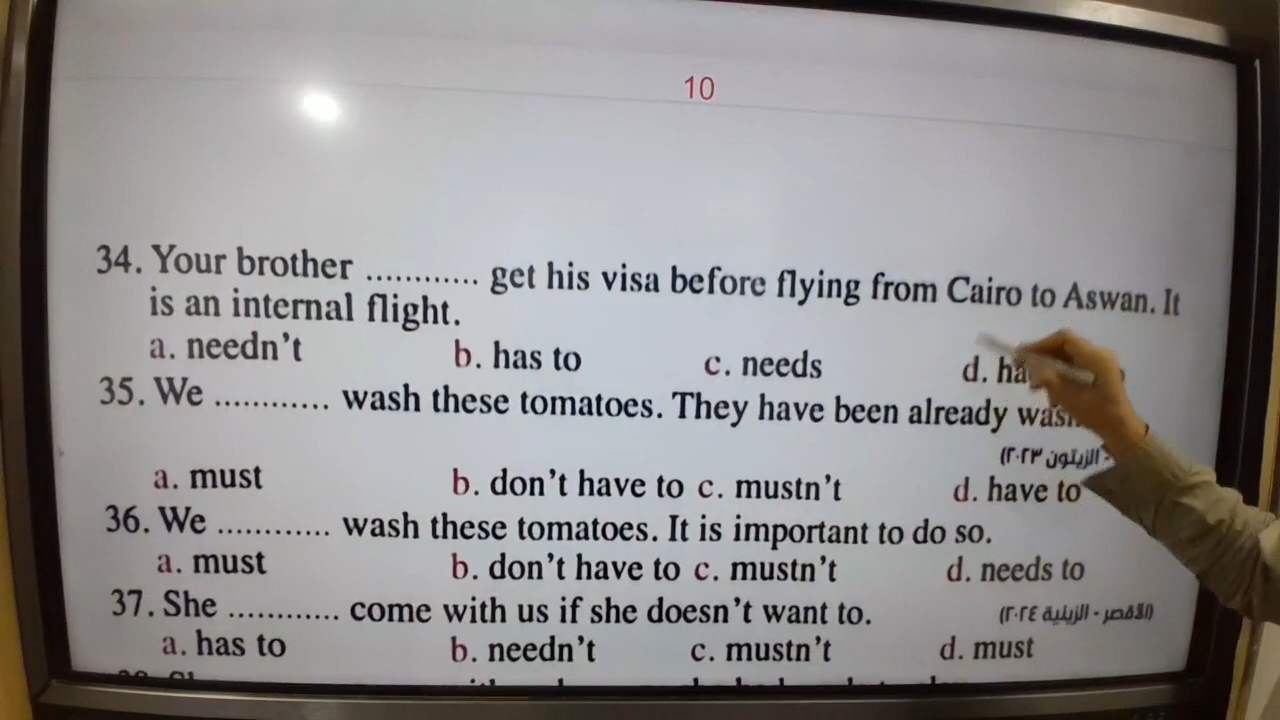 10
34. Your brother ............ get his visa before flying from Cairo to Aswan. It
is an internal flight.
a. needn't b. has to c. needs d.
35. We ............ wash these tomatoes. They have been already
الزيتون ٢٠٢٣)
a. must b. don't have to c. mustn't d. have to
36. We ............ wash these tomatoes. It is important to do so.
a. must b. don't have to c. mustn't d. needs to
37. She ............ come with us if she doesn't want to. (الأقصر - الزينية ٢٠٢٤)
a. has to b. needn't c. mustn't d. must